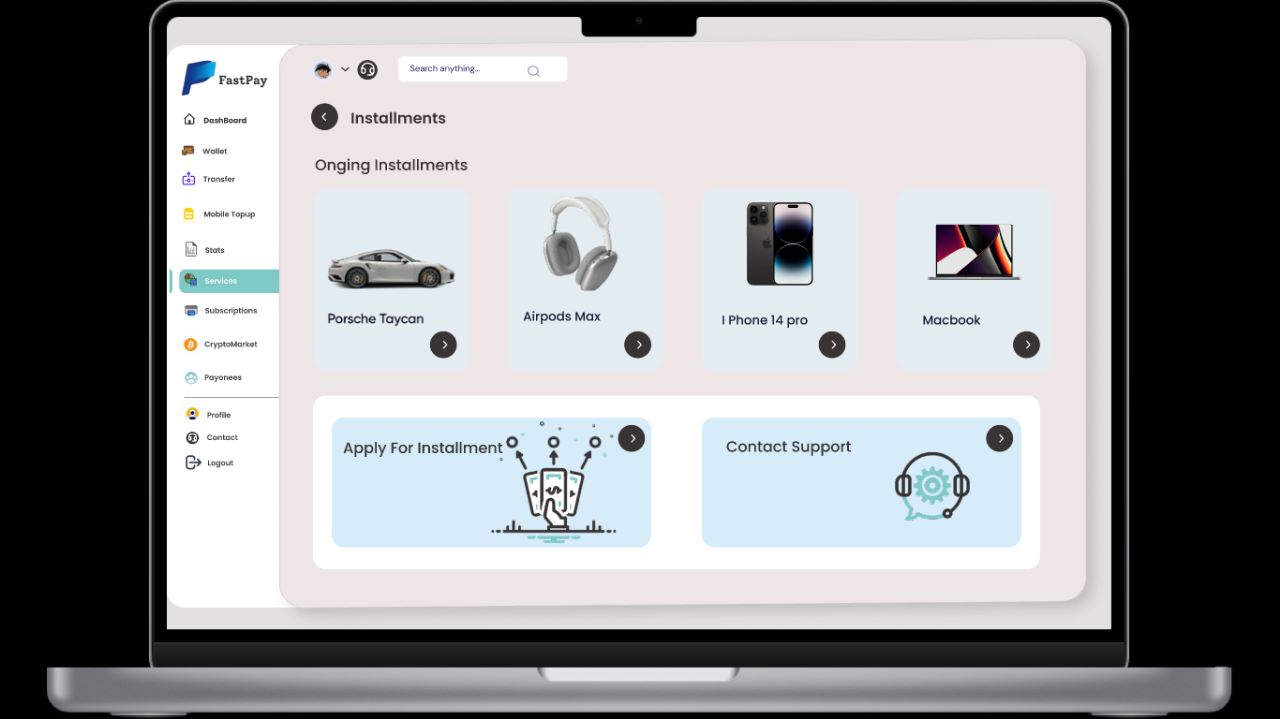 FastPay
DashBoard
Wallet
Transfer
Mobile Topup
Stats
Services
Subscriptions
CryptoMarket
Payonees
Profile
Contact
Logout
Search anything...
Installments
Onging Installments
Porsche Taycan
Airpods Max
I Phone 14 pro
Macbook
Apply For Installment
Contact Support